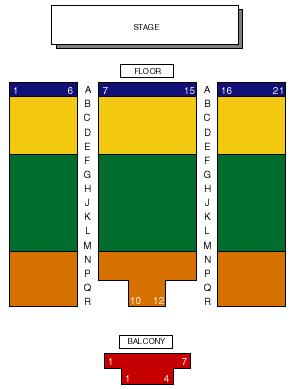 STAGE
FLOOR
1 6 A 7 15 A 16 21
B B
C C
D D
E E
F F
G G
H H
J J
K K
L L
M M
N N
P P
Q Q
R 10 12 R
BALCONY
1 7
1 4